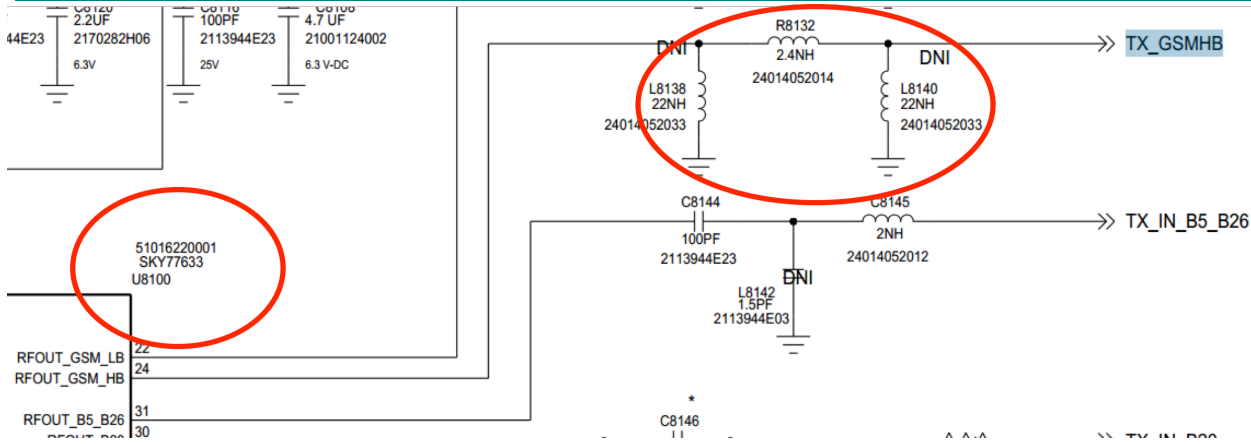 C8120
2.2UF
2170282H06
6.3V
44E23
100PF
2113944E23
25V
4.7 UF
21001124002
6.3 V-DC
DNI
R8132
2.4NH
24014052014
DNI
L8138
22NH
24014052033
L8140
22NH
24014052033
TX_GSMHB
51016220001
SKY77633
U8100
C8144
100PF
2113944E23
C8145
2NH
24014052012
TX_IN_B5_B26
DNI
L8142
1.5PF
2113944E03
RFOUT_GSM_LB
22
RFOUT_GSM_HB
24
RFOUT_B5_B26
31
30
*
C8146